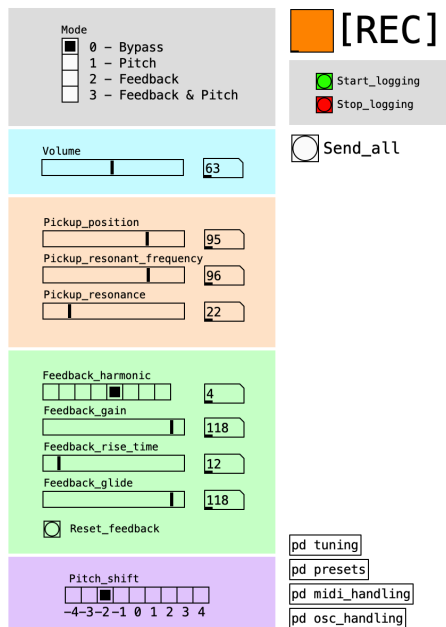 Mode
0 – Bypass
1 – Pitch
2 – Feedback
3 – Feedback & Pitch
[REC]
Start_logging
Stop_logging
Send_all
Volume
63
Pickup_position
95
Pickup_resonant_frequency
96
Pickup_resonance
22
Feedback_harmonic
4
Feedback_gain
118
Feedback_rise_time
12
Feedback_glide
118
Reset_feedback
Pitch_shift
–4–3–2–1 0 1 2 3 4
pd tuning
pd presets
pd midi_handling
pd osc_handling